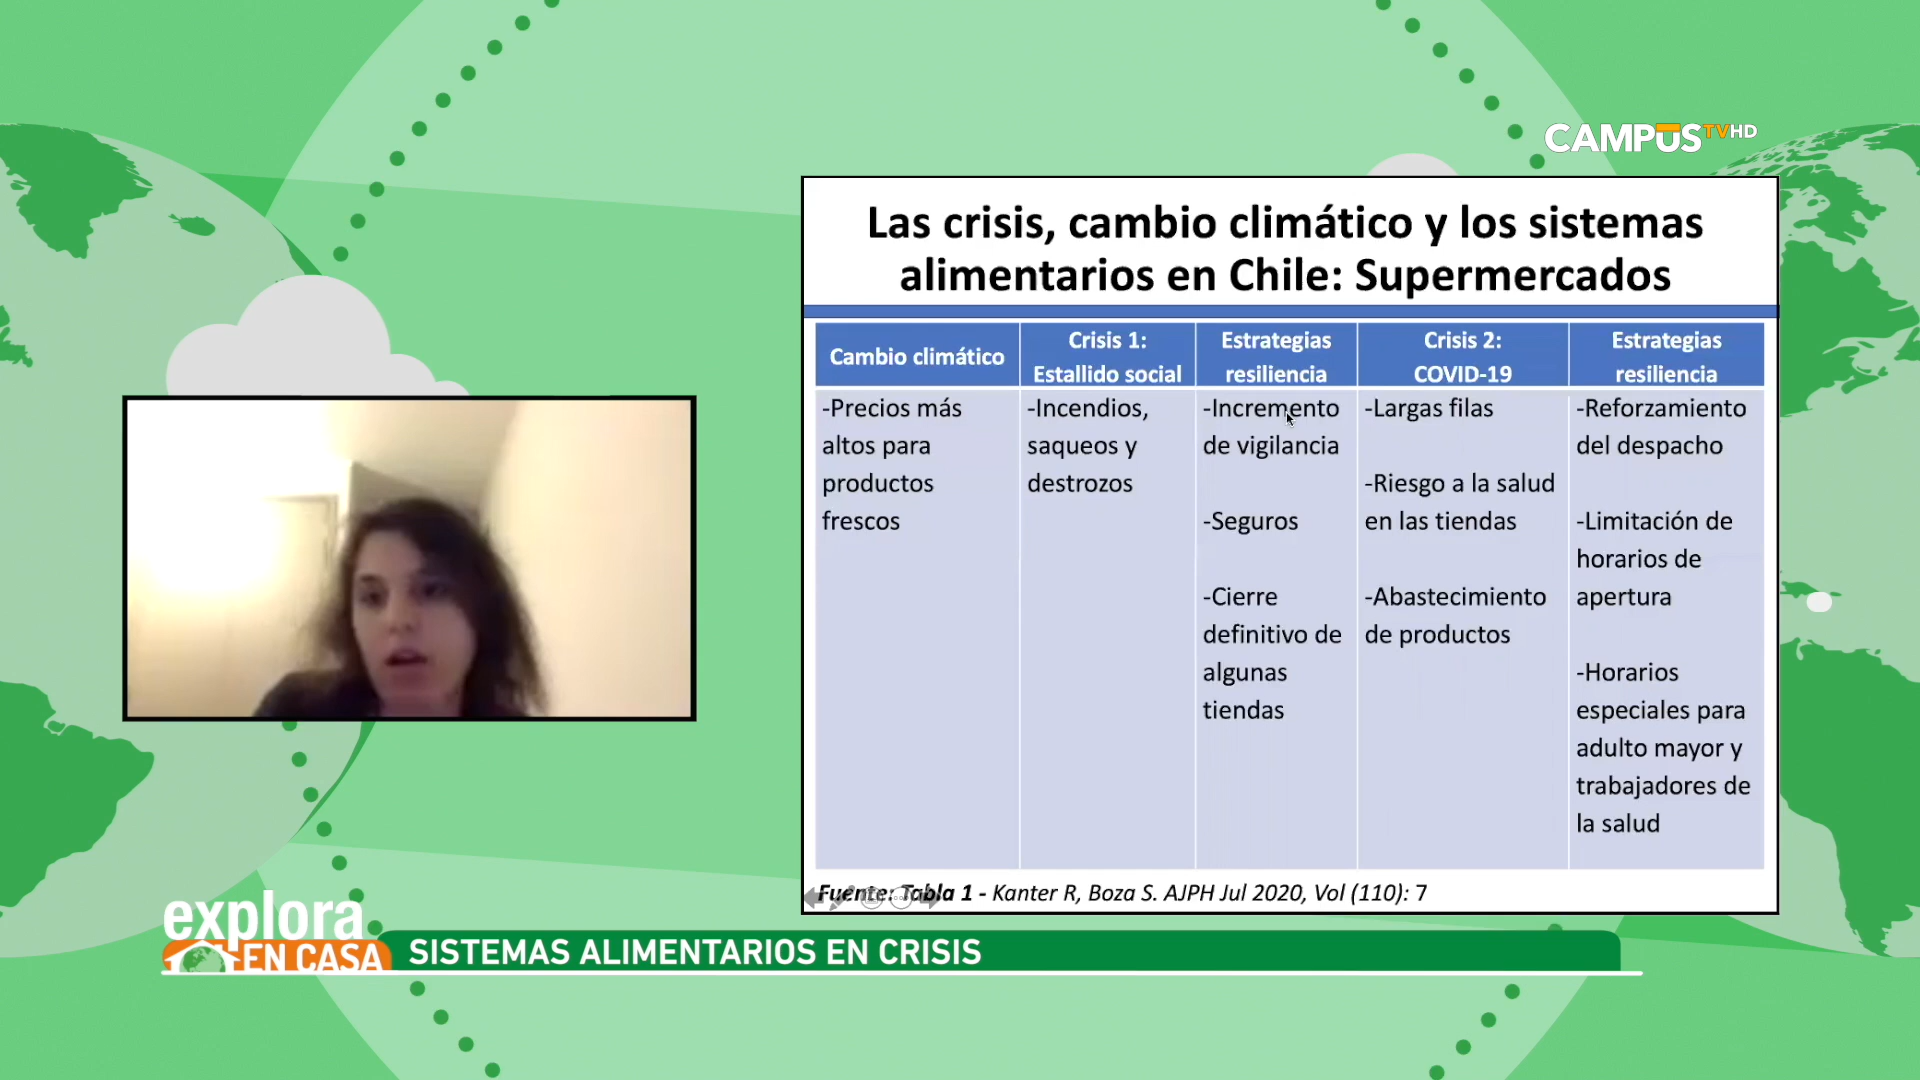 CAMPUSTVHD
Las crisis, cambio climático y los sistemas
alimentarios en Chile: Supermercados
Cambio climático
Crisis 1:
Estallido social
Estrategias
resiliencia
Crisis 2:
COVID-19
Estrategias
resiliencia
-Precios más
altos para
productos
frescos
-Incendios,
saqueos y
destrozos
-Incremento
de vigilancia
-Seguros
-Cierre
definitivo de
algunas
tiendas
-Largas filas
-Riesgo a la salud
en las tiendas
-Abastecimiento
de productos
-Reforzamiento
del despacho
-Limitación de
horarios de
apertura
-Horarios
especiales para
adulto mayor y
trabajadores de
la salud
Fuente: Tabla 1 - Kanter R, Boza S. AJPH Jul 2020, Vol (110): 7
explora
EN CASA
SISTEMAS ALIMENTARIOS EN CRISIS